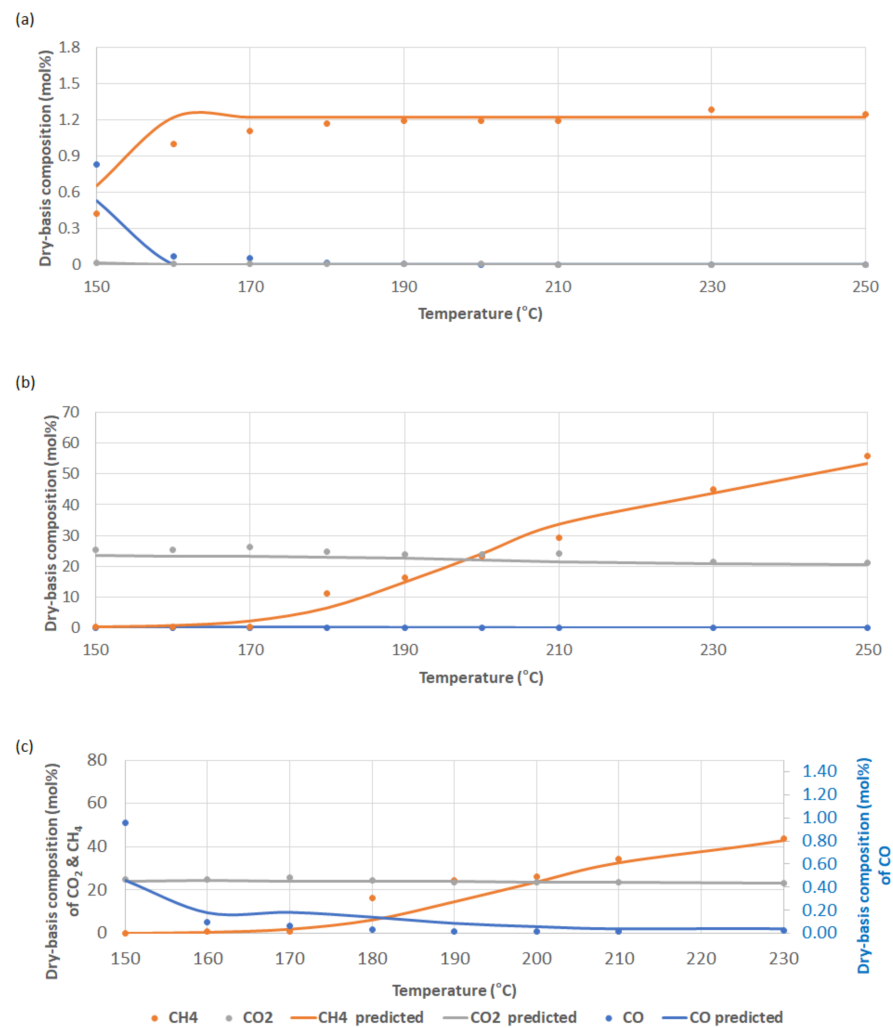 (a)
Dry-basis composition (mol%)
1.8
1.5
1.2
0.9
0.6
0.3
0
150 170 190 210 230 250
Temperature (°C)
(b)
Dry-basis composition (mol%)
70
60
50
40
30
20
10
0
150 170 190 210 230 250
Temperature (°C)
(c)
Dry-basis composition (mol%)
of CO₂ & CH₄
80
60
40
20
0
1.40
1.20
1.00
0.80
0.60
0.40
0.20
0.00
Dry-basis composition (mol%)
of CO
150 160 170 180 190 200 210 220 230
Temperature (°C)
CH4 CO2 CH4 predicted CO2 predicted CO CO predicted